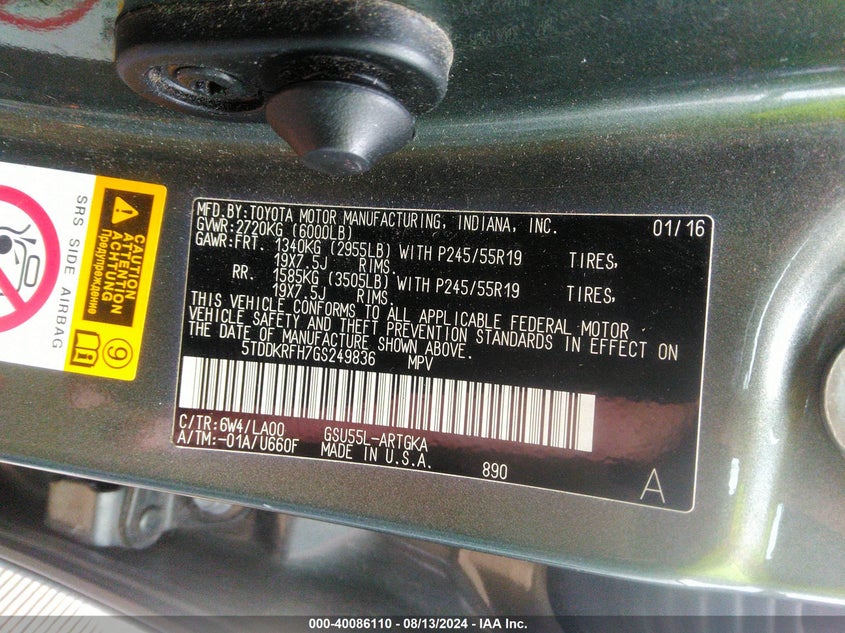 SRS SIDE AIRBAG
CAUTION
ATTENTION
ACHTUNG
Предупреждение
9
MFD.BY:TOYOTA MOTOR MANUFACTURING, INDIANA, INC. 01/16
GVWR:2720KG (6000LB)
GAWR:FRT. 1340KG (2955LB) WITH P245/55R19 TIRES,
19X7.5J RIMS.
RR. 1585KG (3505LB) WITH P245/55R19 TIRES,
19X7.5J RIMS.
THIS VEHICLE CONFORMS TO ALL APPLICABLE FEDERAL MOTOR
VEHICLE SAFETY AND THEFT PREVENTION STANDARDS IN EFFECT ON
THE DATE OF MANUFACTURE SHOWN ABOVE.
5TDDKRFH7GS249836 MPV
C/TR:6W4/LA00 GSU55L-ARTGKA
A/TM:-01A/U660F MADE IN U.S.A. 890
A
000-40086110 - 08/13/2024 - IAA Inc.